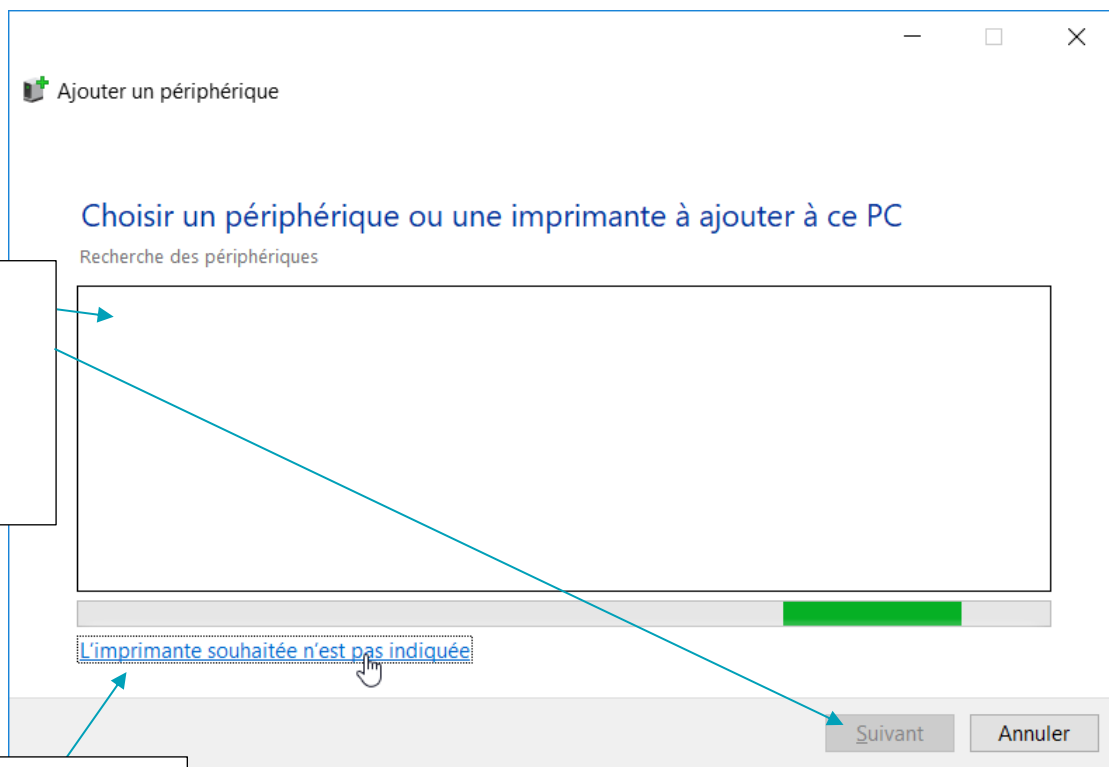 Ajouter un périphérique
Choisir un périphérique ou une imprimante à ajouter à ce PC
Recherche des périphériques
L'imprimante souhaitée n'est pas indiquée
Suivant
Annuler